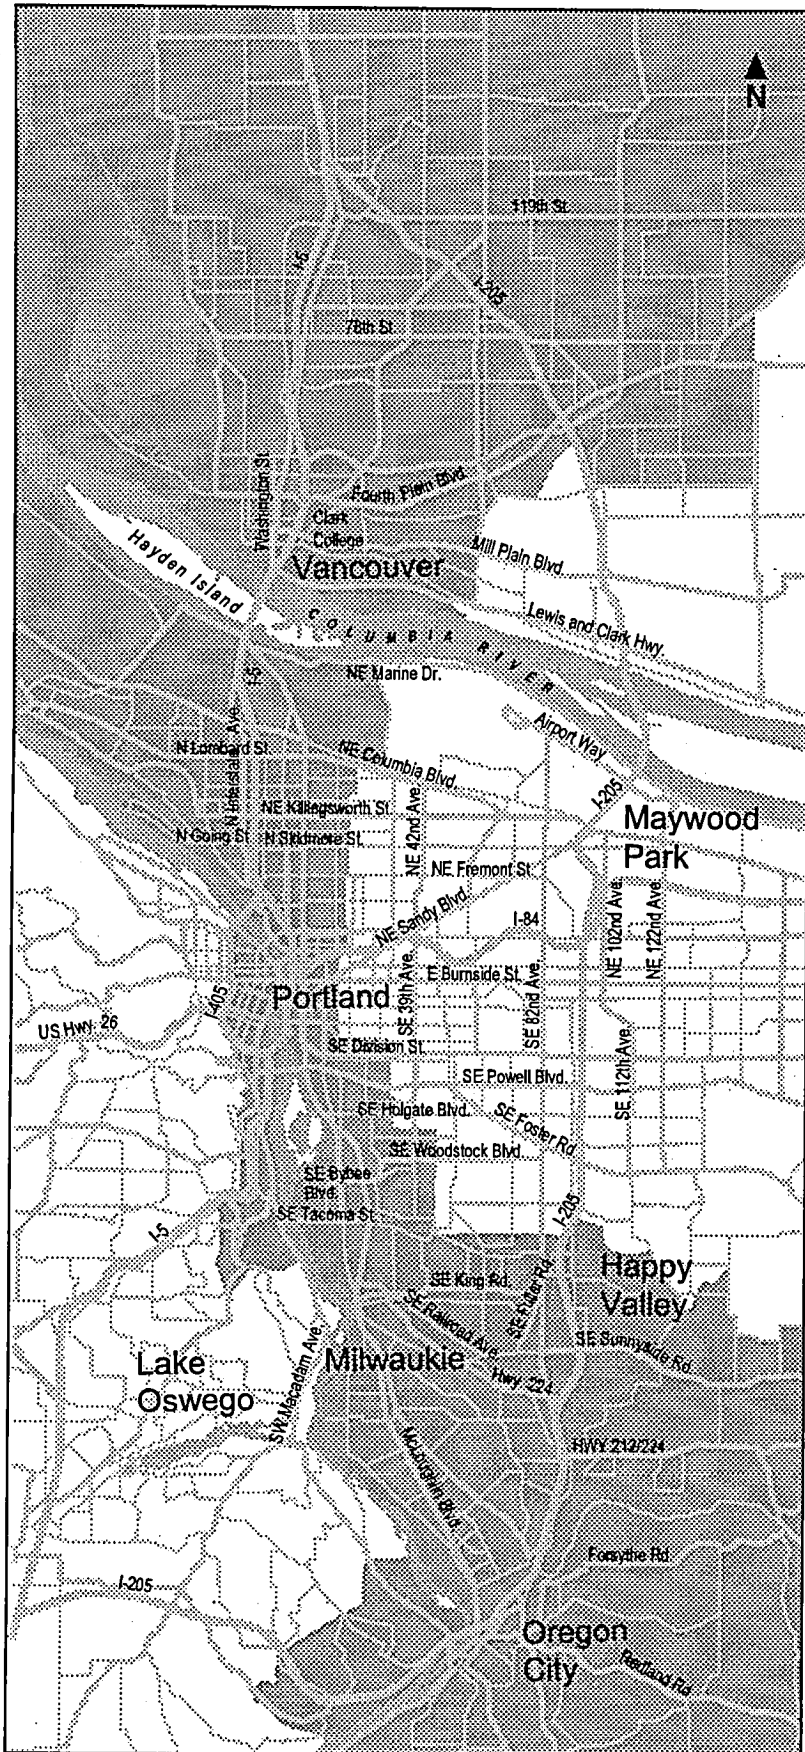 N
119th St.
I-5
I-205
78th St.
Washington St.
Fourth Plain Blvd.
Clark
College
Mill Plain Blvd.
Vancouver
Hayden Island
Lewis and Clark Hwy.
COLUMBIA RIVER
NE Marine Dr.
I-5
Airport Way
N Lombard St.
N Interstate Ave.
NE Columbia Blvd.
I-205
NE Killingsworth St.
NE 42nd Ave.
Maywood
Park
N Going St.
N Skidmore St.
NE Fremont St.
NE Sandy Blvd.
I-84
NE 102nd Ave.
NE 122nd Ave.
E Burnside St.
Portland
I-405
SE 39th Ave.
SE 82nd Ave.
US Hwy. 26
SE Division St.
SE Powell Blvd.
SE 112th Ave.
SE Holgate Blvd.
SE Foster Rd
SE Woodstock Blvd.
SE Bybee
Blvd.
SE Tacoma St.
I-205
I-5
Happy
Valley
SE King Rd.
SE Fuller Rd.
SE Railroad Ave.
SE Sunnyside Rd.
Lake
Oswego
SW Macadam Ave.
Milwaukie
Hwy. 224
HWY 212/224
McLoughlin Blvd.
Forsythe Rd.
I-205
Oregon
City
Redland Rd